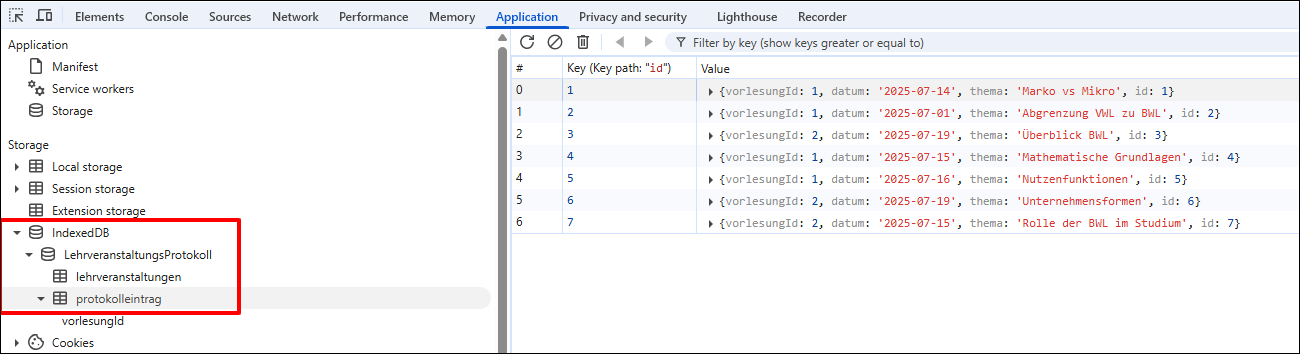 Elements Console Sources Network Performance Memory Application Privacy and security Lighthouse Recorder
Application
Manifest
Service workers
Storage
Storage
Local storage
Session storage
Extension storage
IndexedDB
LehrveranstaltungsProtokoll
lehrveranstaltungen
protokolleintrag
vorlesungId
Cookies
Filter by key (show keys greater or equal to)
# Key (Key path: "id") Value
0 1 {vorlesungId: 1, datum: '2025-07-14', thema: 'Marko vs Mikro', id: 1}
1 2 {vorlesungId: 1, datum: '2025-07-01', thema: 'Abgrenzung VWL zu BWL', id: 2}
2 3 {vorlesungId: 2, datum: '2025-07-19', thema: 'Überblick BWL', id: 3}
3 4 {vorlesungId: 1, datum: '2025-07-15', thema: 'Mathematische Grundlagen', id: 4}
4 5 {vorlesungId: 1, datum: '2025-07-16', thema: 'Nutzenfunktionen', id: 5}
5 6 {vorlesungId: 2, datum: '2025-07-19', thema: 'Unternehmensformen', id: 6}
6 7 {vorlesungId: 2, datum: '2025-07-15', thema: 'Rolle der BWL im Studium', id: 7}